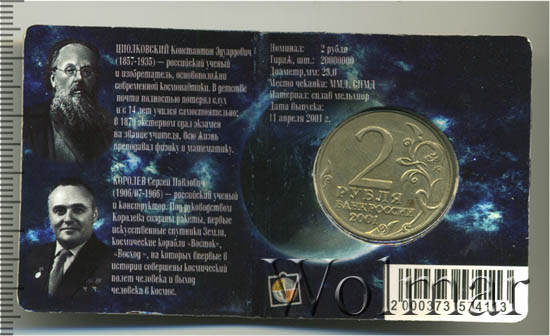 ЦИОЛКОВСКИЙ Константин Эдуардович
(1857-1935) — российский ученый
и изобретатель, основоположник
современной космонавтики. В детстве
почти полностью потерял слух
и с 14 лет учился самостоятельно;
в 1879 экстерном сдал экзамен
на звание учителя, всю жизнь
преподавал физику и математику.
КОРОЛЕВ Сергей Павлович
(1906/07-1966) — российский ученый
и конструктор. Под руководством
Королева созданы ракеты, первые
искусственные спутники Земли,
космические корабли «Восток»,
«Восход», на которых впервые в
истории совершены космический
полет человека и выход
человека в космос.
Номинал: 2 рубля
Тираж, шт.: 20000000
Диаметр,мм: 23,0
Место чеканки: ММД, СПМД
Материал: сплав мельхиор
Дата выпуска:
11 апреля 2001 г.
2
РУБЛЯ
БАНК РОССИИ
Wolmar
2000373157411